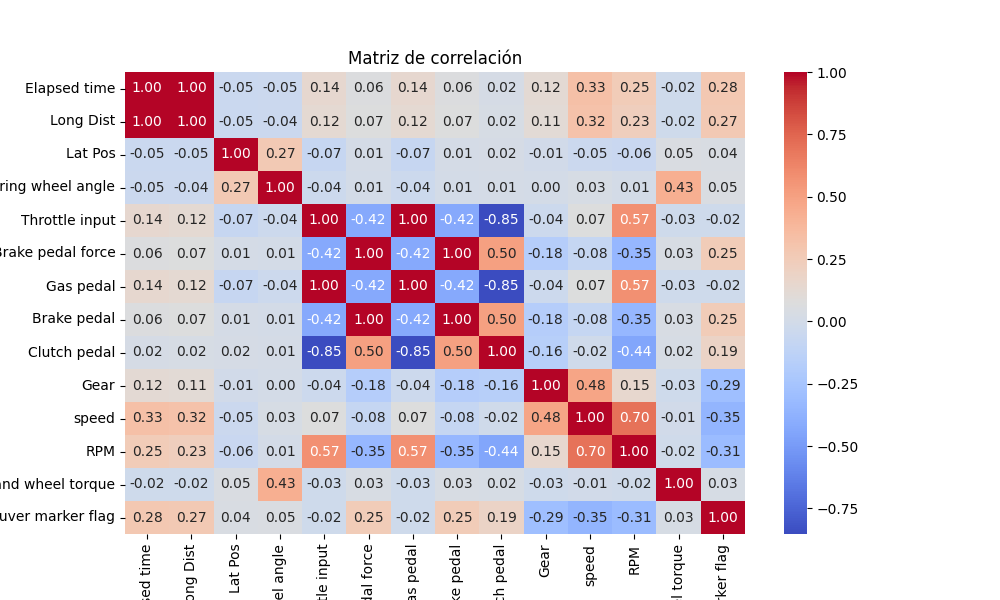 Matriz de correlación
Elapsed time 1.00 1.00 -0.05 -0.05 0.14 0.06 0.14 0.06 0.02 0.12 0.33 0.25 -0.02 0.28
Long Dist 1.00 1.00 -0.05 -0.04 0.12 0.07 0.12 0.07 0.02 0.11 0.32 0.23 -0.02 0.27
Lat Pos -0.05 -0.05 1.00 0.27 -0.07 0.01 -0.07 0.01 0.02 -0.01 -0.05 -0.06 0.05 0.04
ring wheel angle -0.05 -0.04 0.27 1.00 -0.04 0.01 -0.04 0.01 0.01 0.00 0.03 0.01 0.43 0.05
Throttle input 0.14 0.12 -0.07 -0.04 1.00 -0.42 1.00 -0.42 -0.85 -0.04 0.07 0.57 -0.03 -0.02
Brake pedal force 0.06 0.07 0.01 0.01 -0.42 1.00 -0.42 1.00 0.50 -0.18 -0.08 -0.35 0.03 0.25
Gas pedal 0.14 0.12 -0.07 -0.04 1.00 -0.42 1.00 -0.42 -0.85 -0.04 0.07 0.57 -0.03 -0.02
Brake pedal 0.06 0.07 0.01 0.01 -0.42 1.00 -0.42 1.00 0.50 -0.18 -0.08 -0.35 0.03 0.25
Clutch pedal 0.02 0.02 0.02 0.01 -0.85 0.50 -0.85 0.50 1.00 -0.16 -0.02 -0.44 0.02 0.19
Gear 0.12 0.11 -0.01 0.00 -0.04 -0.18 -0.04 -0.18 -0.16 1.00 0.48 0.15 -0.03 -0.29
speed 0.33 0.32 -0.05 0.03 0.07 -0.08 0.07 -0.08 -0.02 0.48 1.00 0.70 -0.01 -0.35
RPM 0.25 0.23 -0.06 0.01 0.57 -0.35 0.57 -0.35 -0.44 0.15 0.70 1.00 -0.02 -0.31
and wheel torque -0.02 -0.02 0.05 0.43 -0.03 0.03 -0.03 0.03 0.02 -0.03 -0.01 -0.02 1.00 0.03
uver marker flag 0.28 0.27 0.04 0.05 -0.02 0.25 -0.02 0.25 0.19 -0.29 -0.35 -0.31 0.03 1.00
sed time
ong Dist
Lat Pos
el angle
tle input
dal force
as pedal
ke pedal
ch pedal
Gear
speed
RPM
l torque
rker flag
1.00
0.75
0.50
0.25
0.00
−0.25
−0.50
−0.75